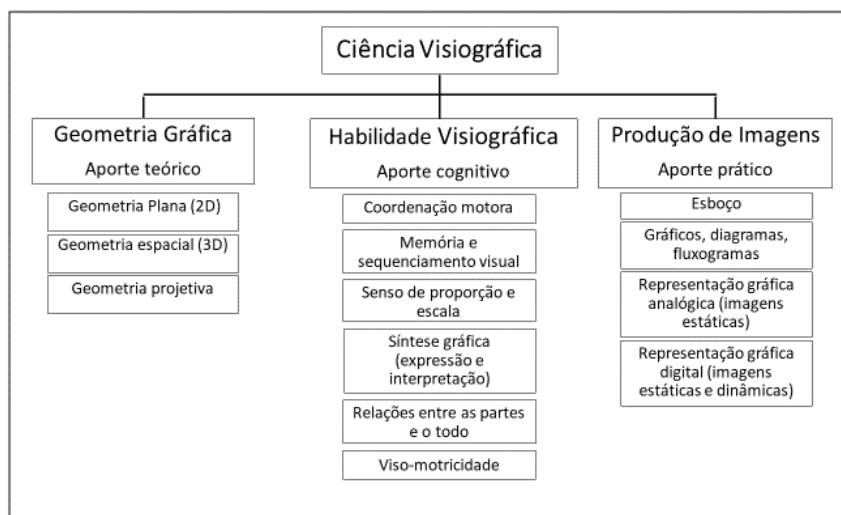 Ciência Visiográfica
Geometria Gráfica
Aporte teórico
Geometria Plana (2D)
Geometria espacial (3D)
Geometria projetiva
Habilidade Visiográfica
Aporte cognitivo
Coordenação motora
Memória e
sequenciamento visual
Senso de proporção e
escala
Síntese gráfica
(expressão e
interpretação)
Relações entre as partes
e o todo
Viso-motricidade
Produção de Imagens
Aporte prático
Esboço
Gráficos, diagramas,
fluxogramas
Representação gráfica
analógica (imagens
estáticas)
Representação gráfica
digital (imagens
estáticas e dinâmicas)